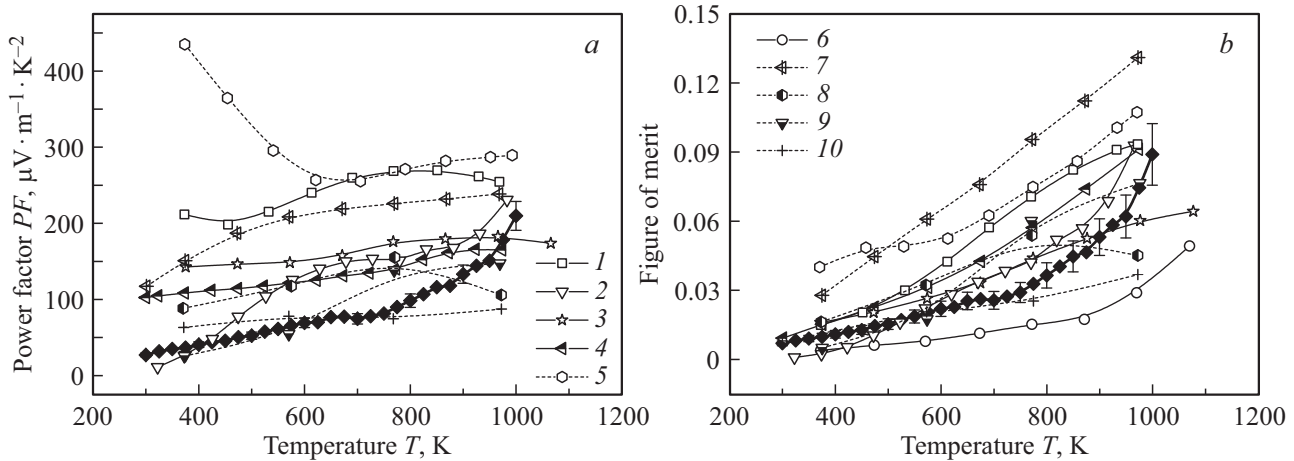 a
Power factor PF, μV · m⁻¹ · K⁻²
400
300
200
100
0
1
2
3
4
5
200 400 600 800 1000 1200
Temperature T, K
b
Figure of merit
0.15
0.12
0.09
0.06
0.03
0
6
7
8
9
10
200 400 600 800 1000 1200
Temperature T, K